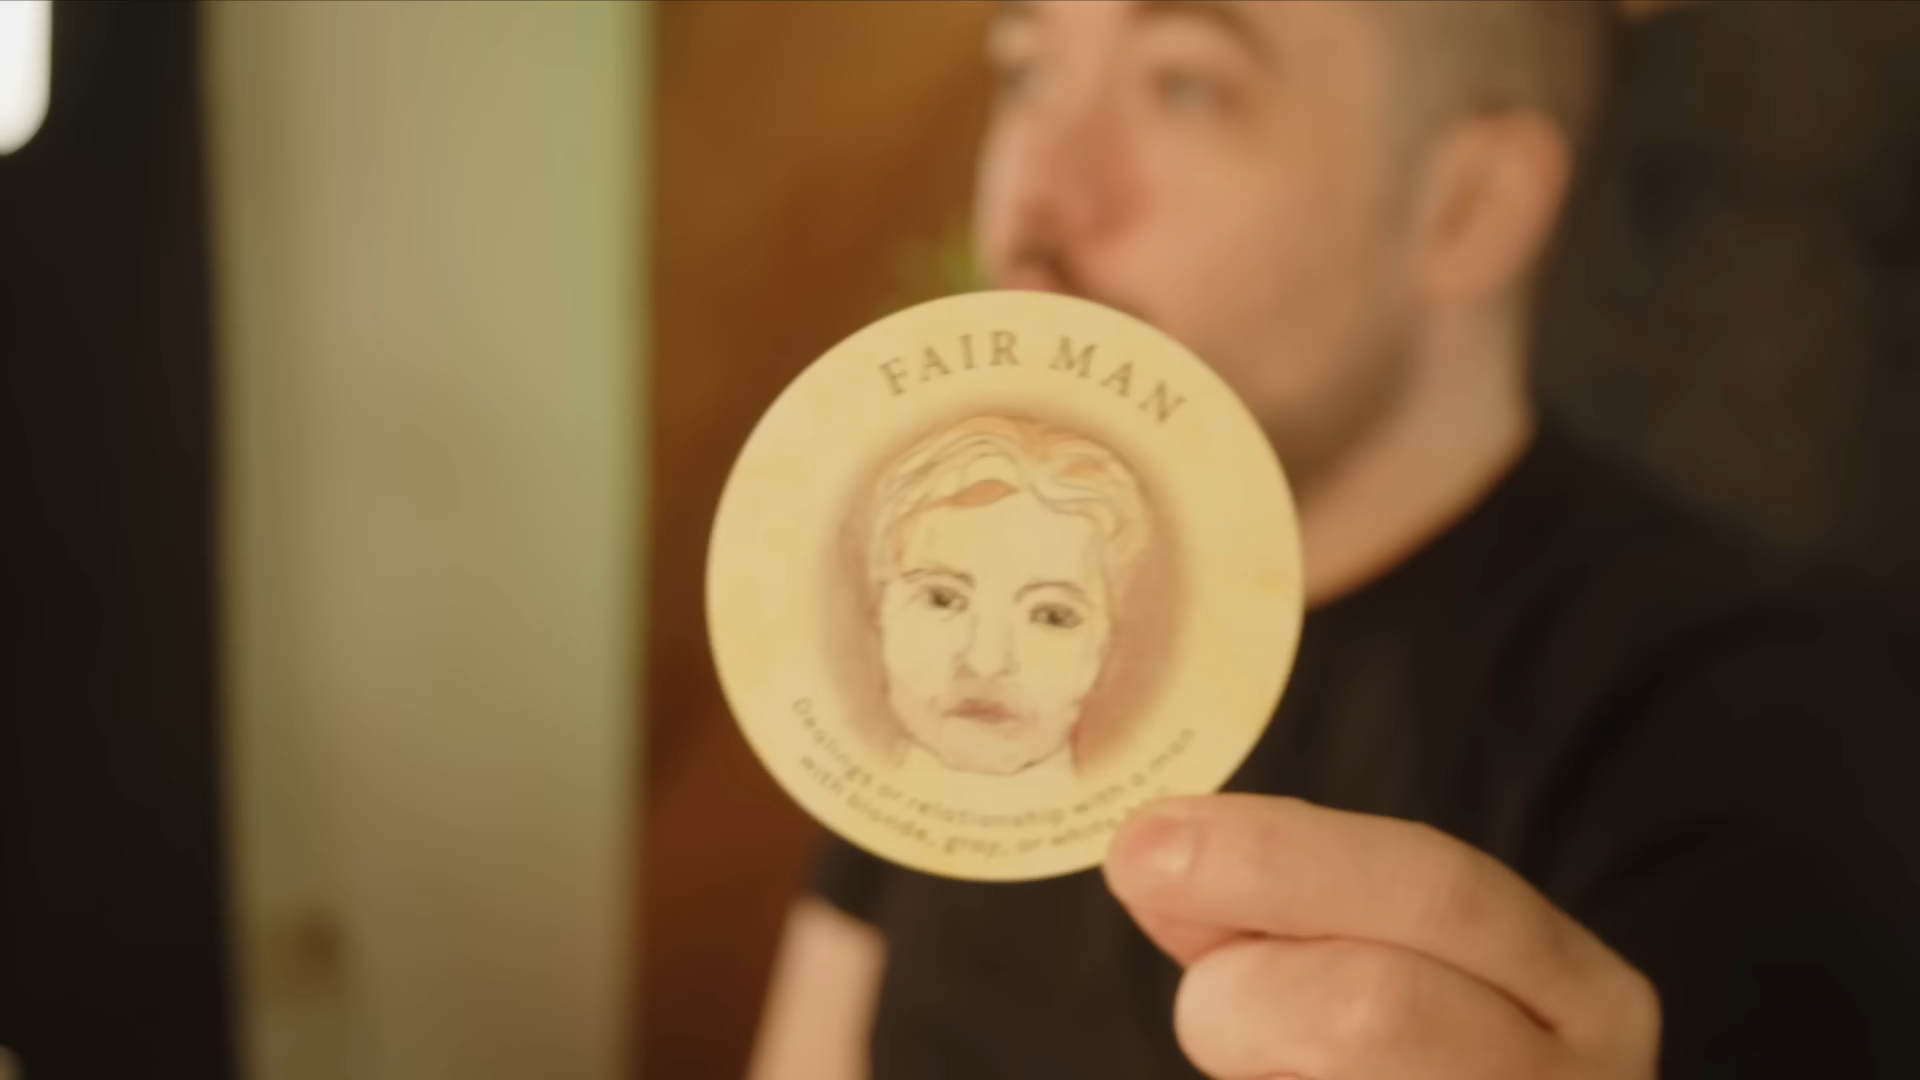 FAIR MAN
Dealings or relationship with a man
with blonde, gray, or white